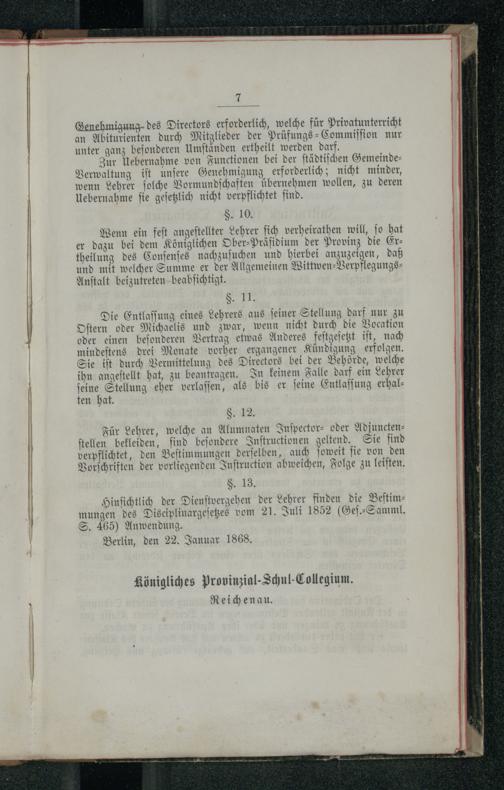 7
Genehmigung des Directors erforderlich, welche für Privatunterricht
an Abiturienten durch Mitglieder der Prüfungs-Commission nur
unter ganz besonderen Umständen ertheilt werden darf.
Zur Uebernahme von Functionen bei der städtischen Gemeinde-
Verwaltung ist unsere Genehmigung erforderlich; nicht minder,
wenn Lehrer solche Vormundschaften übernehmen wollen, zu deren
Uebernahme sie gesetzlich nicht verpflichtet sind.
§. 10.
Wenn ein fest angestellter Lehrer sich verheirathen will, so hat
er dazu bei dem Königlichen Ober-Präsidium der Provinz die Er-
theilung des Consenses nachzusuchen und hierbei anzuzeigen, daß
und mit welcher Summe er der Allgemeinen Wittwen-Verpflegungs-
Anstalt beizutreten beabsichtigt.
§. 11.
Die Entlassung eines Lehrers aus seiner Stellung darf nur zu
Ostern oder Michaelis und zwar, wenn nicht durch die Vocation
oder einen besonderen Vertrag etwas Anderes festgesetzt ist, nach
mindestens drei Monate vorher ergangener Kündigung erfolgen.
Sie ist durch Vermittelung des Directors bei der Behörde, welche
ihn angestellt hat, zu beantragen. In keinem Falle darf ein Lehrer
seine Stellung eher verlassen, als bis er seine Entlassung erhal-
ten hat.
§. 12.
Für Lehrer, welche an Alumnaten Inspector- oder Adjuncten-
stellen bekleiden, sind besondere Instructionen geltend. Sie sind
verpflichtet, den Bestimmungen derselben, auch soweit sie von den
Vorschriften der vorliegenden Instruction abweichen, Folge zu leisten.
§. 13.
Hinsichtlich der Dienstvergehen der Lehrer finden die Bestim-
mungen des Disciplinargesetzes vom 21. Juli 1852 (Ges.-Samml.
S. 465) Anwendung.
Berlin, den 22. Januar 1868.
Königliches Provinzial-Schul-Collegium.
Reichenau.